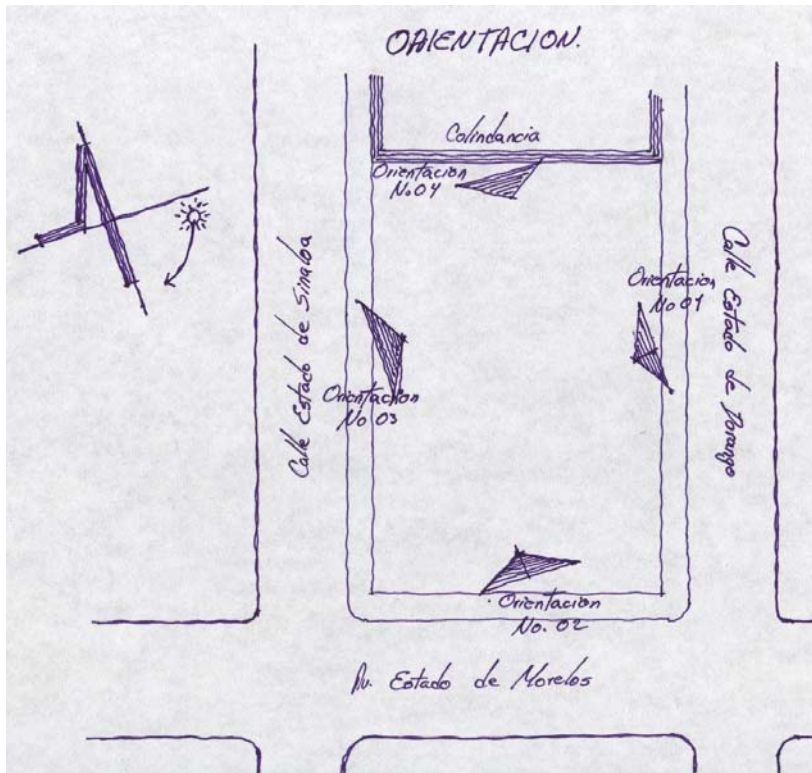 ORIENTACION.
Colindancia
Orientacion
No. 04
Calle Estado de Sinaloa
Calle Estado de Durango
Orientacion
No 01
Orientacion
No 03
Orientacion
No. 02
Av. Estado de Morelos